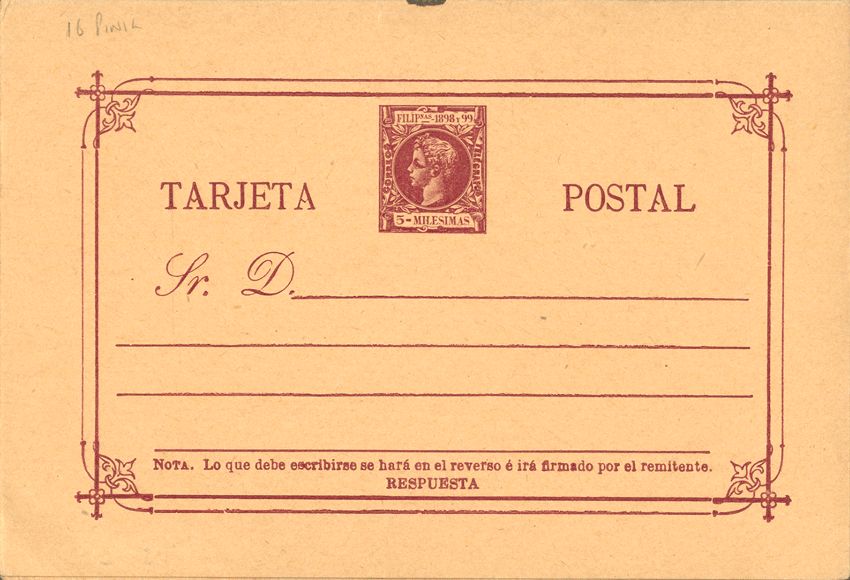 16 Pinil
FILIPNAS-1898 Y 99
CORREOS
TELEGRAFS
5-MILESIMAS
TARJETA POSTAL
Sr. D.
NOTA. Lo que debe escribirse se hará en el reverso é irá firmado por el remitente.
RESPUESTA